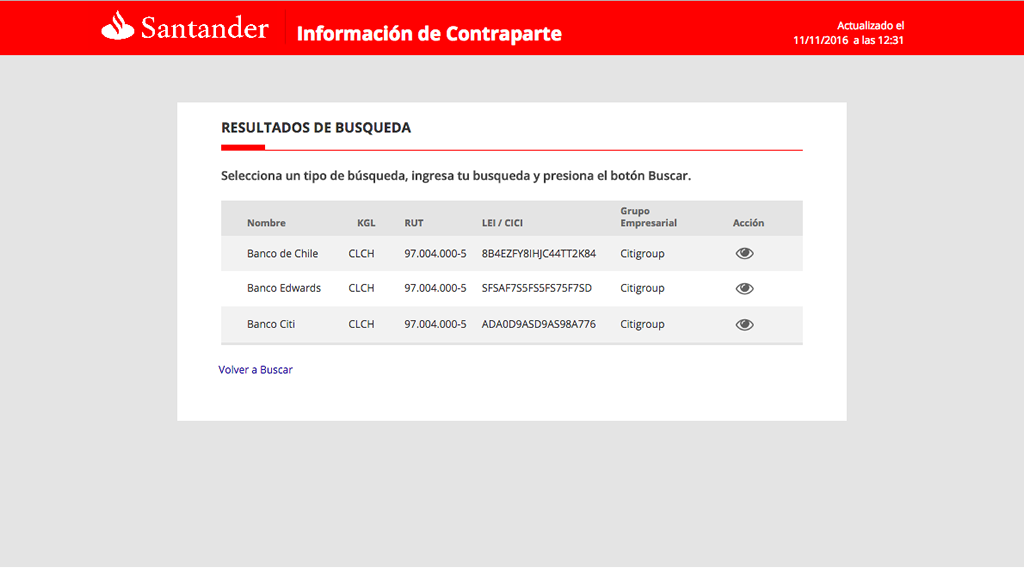 Santander
Información de Contraparte
Actualizado el
11/11/2016 a las 12:31
RESULTADOS DE BUSQUEDA
Selecciona un tipo de búsqueda, ingresa tu busqueda y presiona el botón Buscar.
Nombre KGL RUT LEI / CICI Grupo Empresarial Acción
Banco de Chile CLCH 97.004.000-5 8B4EZFY8IHJC44TT2K84 Citigroup
Banco Edwards CLCH 97.004.000-5 SFSAF7S5FS5FS75F7SD Citigroup
Banco Citi CLCH 97.004.000-5 ADA0D9ASD9AS98A776 Citigroup
Volver a Buscar